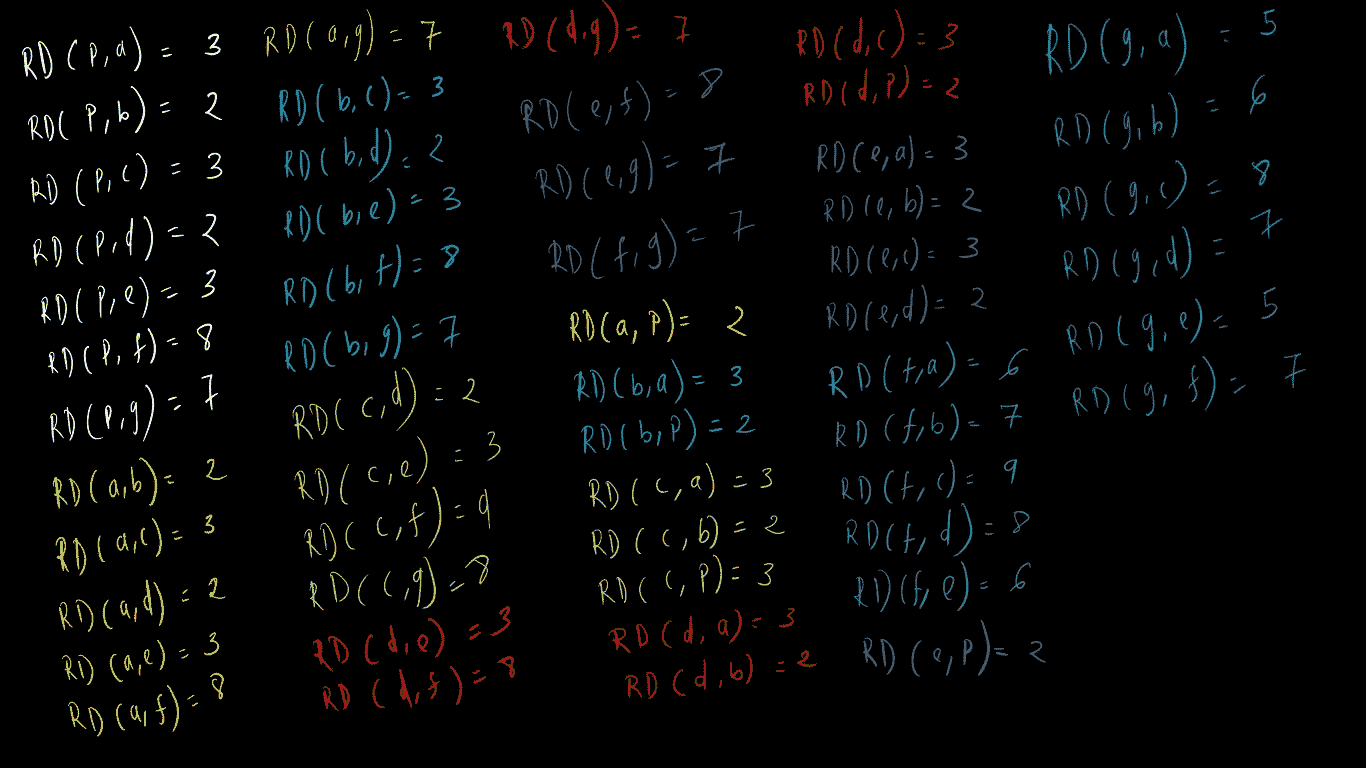 RD(p,a) = 3
RD(p,b) = 2
RD(p,c) = 3
RD(p,d) = 2
RD(p,e) = 3
RD(p,f) = 8
RD(p,g) = 7
RD(a,b) = 2
RD(a,c) = 3
RD(a,d) = 2
RD(a,e) = 3
RD(a,f) = 8
RD(a,g) = 7
RD(b,c) = 3
RD(b,d) = 2
RD(b,e) = 3
RD(b,f) = 8
RD(b,g) = 7
RD(c,d) = 2
RD(c,e) = 3
RD(c,f) = 9
RD(c,g) = 8
RD(d,e) = 3
RD(d,f) = 8
RD(d,g) = 7
RD(e,f) = 8
RD(e,g) = 7
RD(f,g) = 7
RD(a,p) = 2
RD(b,a) = 3
RD(b,p) = 2
RD(c,a) = 3
RD(c,b) = 2
RD(c,p) = 3
RD(d,a) = 3
RD(d,b) = 2
RD(d,c) = 3
RD(d,p) = 2
RD(e,a) = 3
RD(e,b) = 2
RD(e,c) = 3
RD(e,d) = 2
RD(f,a) = 6
RD(f,b) = 7
RD(f,c) = 9
RD(f,d) = 8
RD(f,e) = 6
RD(e,p) = 2
RD(g,a) = 5
RD(g,b) = 6
RD(g,c) = 8
RD(g,d) = 7
RD(g,e) = 5
RD(g,f) = 7